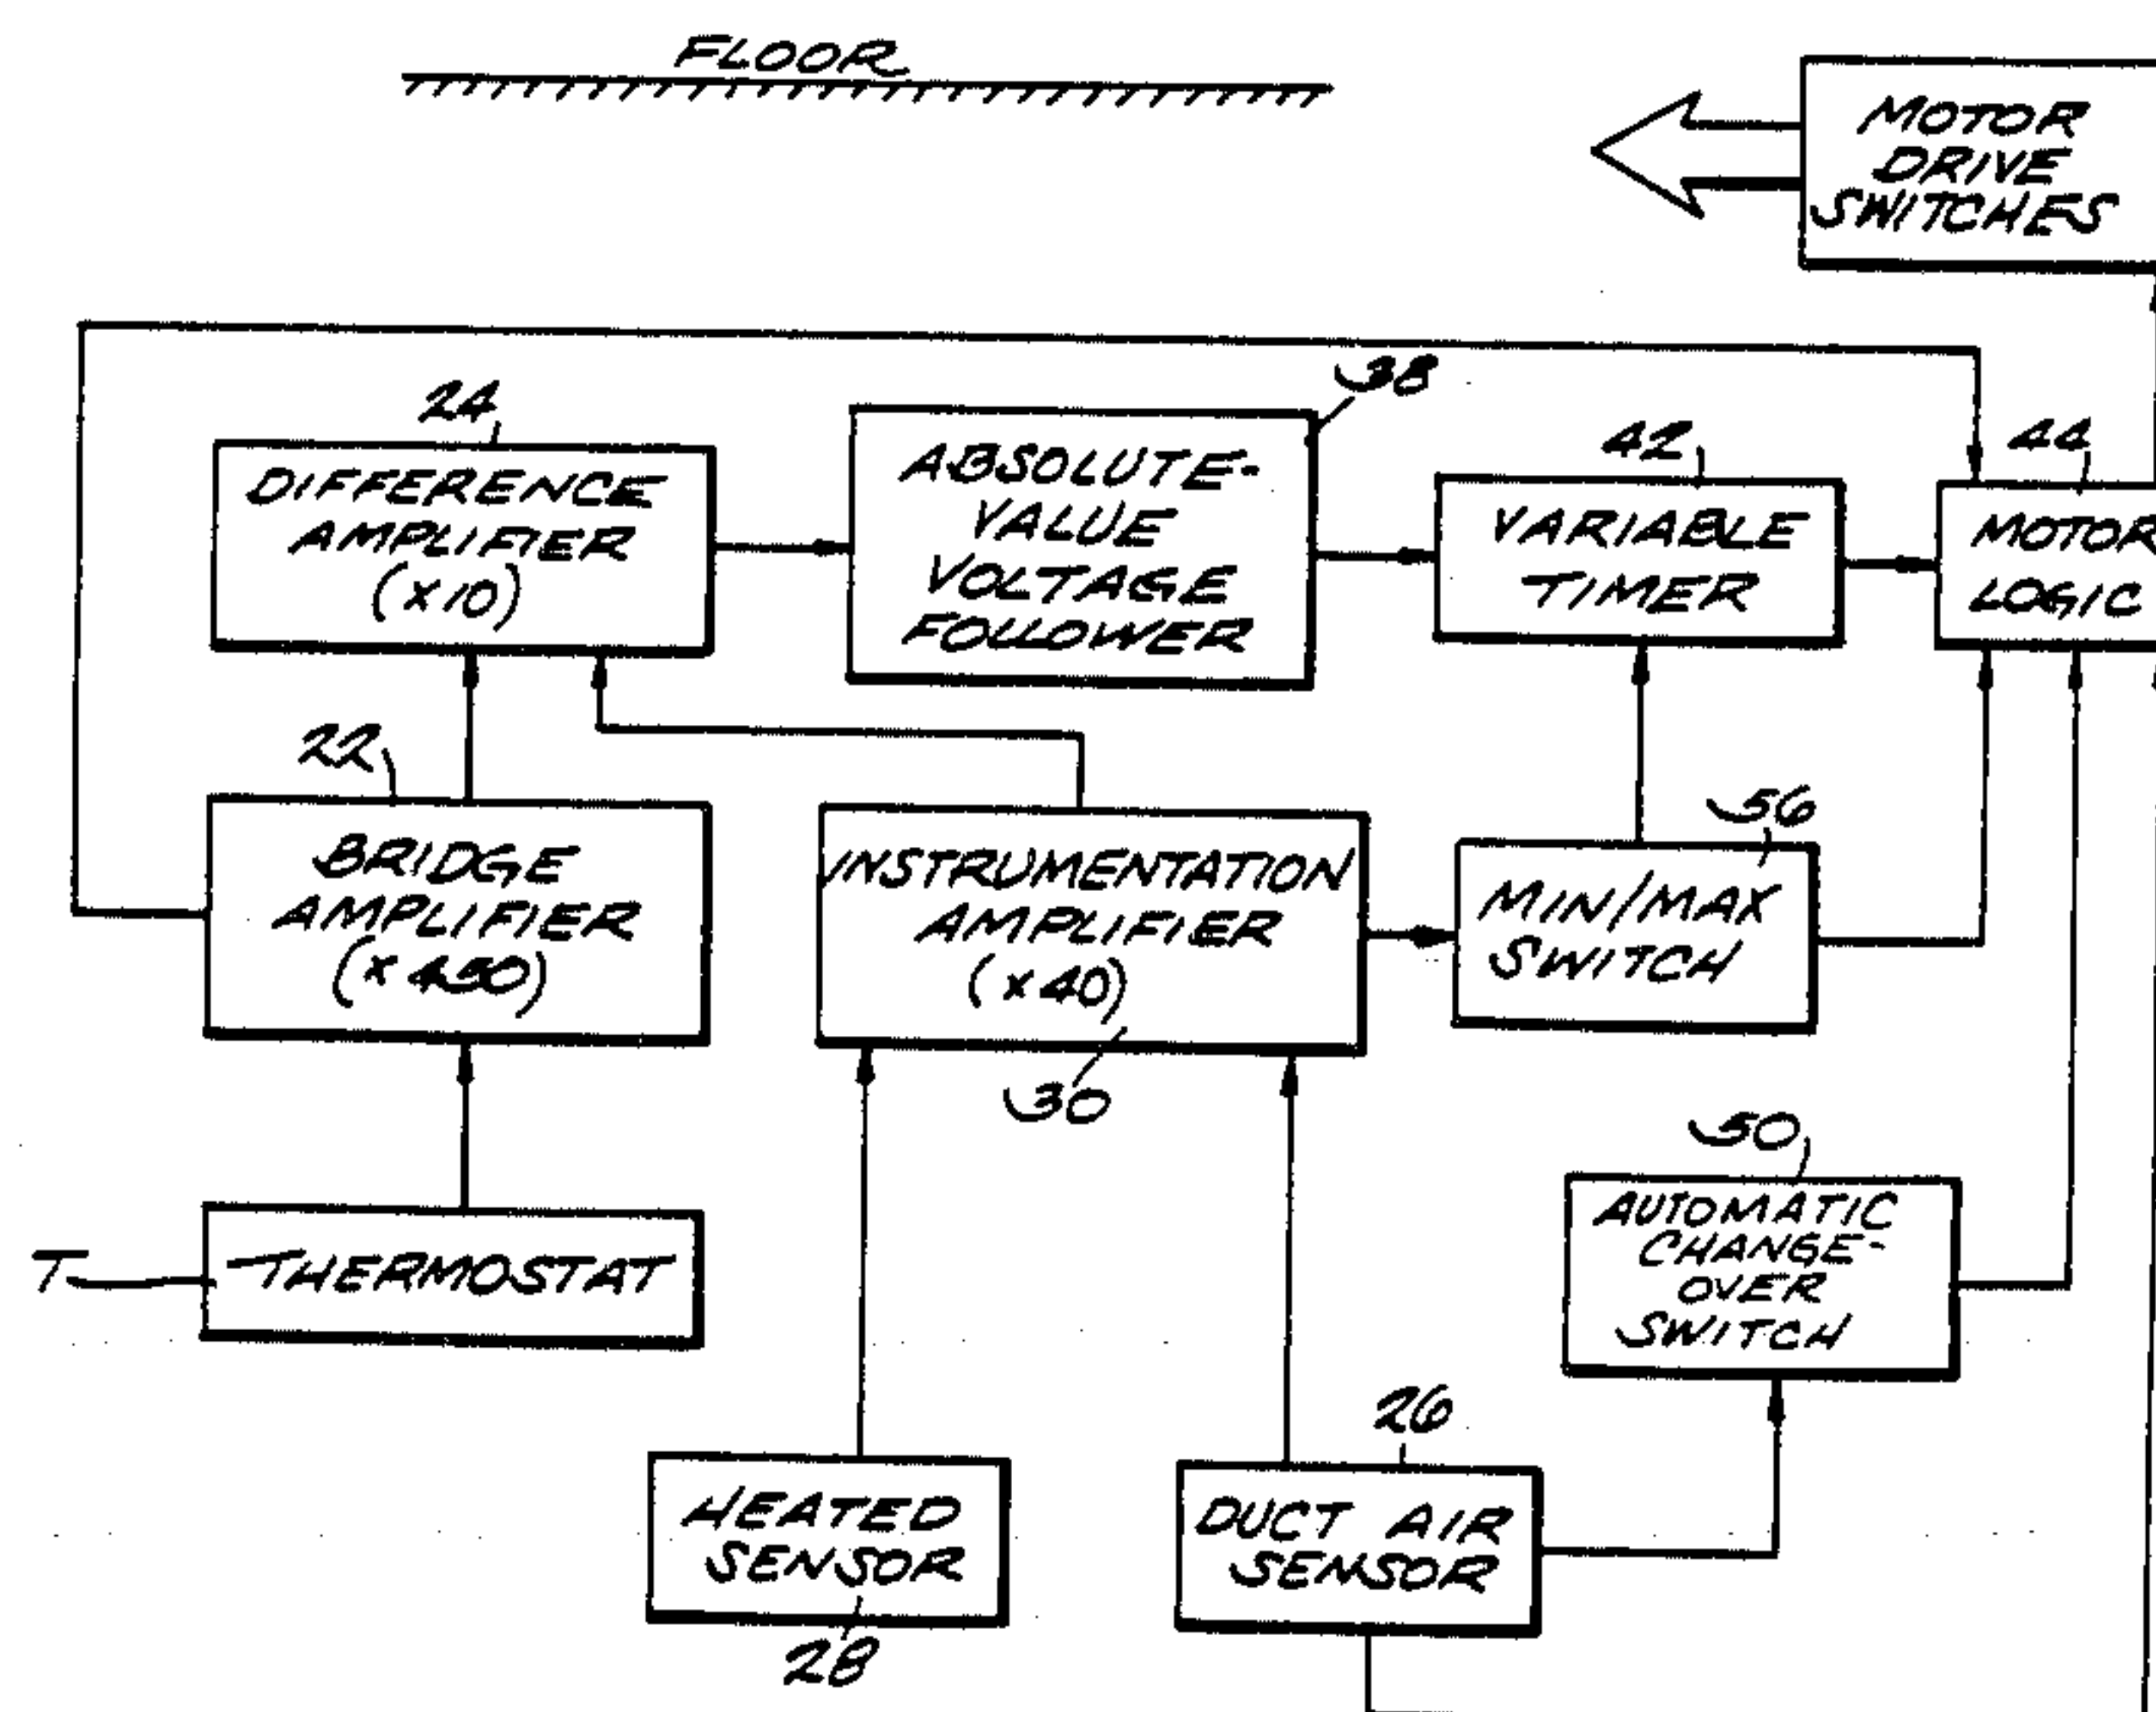 FLOOR
MOTOR
DRIVE
SWITCHES
24
DIFFERENCE
AMPLIFIER
(x10)
38
ABSOLUTE-
VALUE
VOLTAGE
FOLLOWER
42
VARIABLE
TIMER
44
MOTOR
LOGIC
22
BRIDGE
AMPLIFIER
(x450)
INSTRUMENTATION
AMPLIFIER
(x40)
30
56
MIN/MAX
SWITCH
T
THERMOSTAT
50
AUTOMATIC
CHANGE-
OVER
SWITCH
HEATED
SENSOR
28
26
DUCT AIR
SENSOR